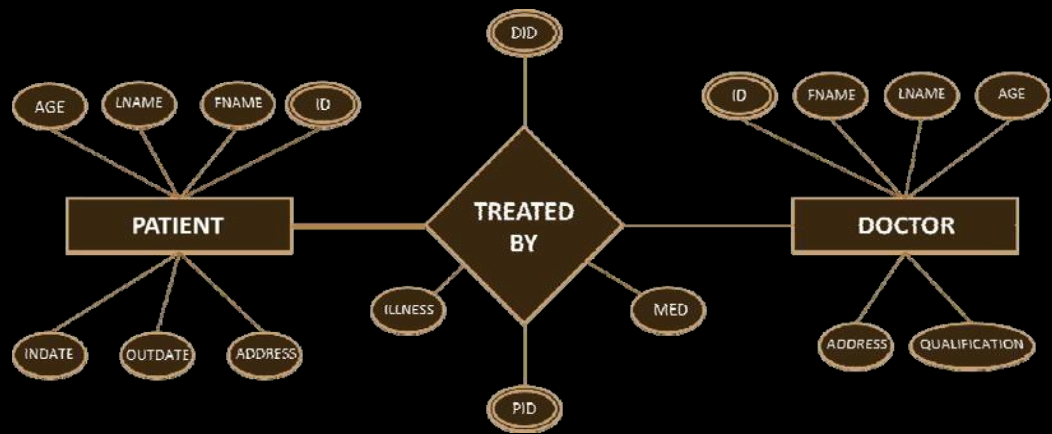 DID
AGE
LNAME
FNAME
ID
ID
FNAME
LNAME
AGE
PATIENT
TREATED
BY
DOCTOR
ILLNESS
MED
INDATE
OUTDATE
ADDRESS
ADDRESS
QUALIFICATION
PID